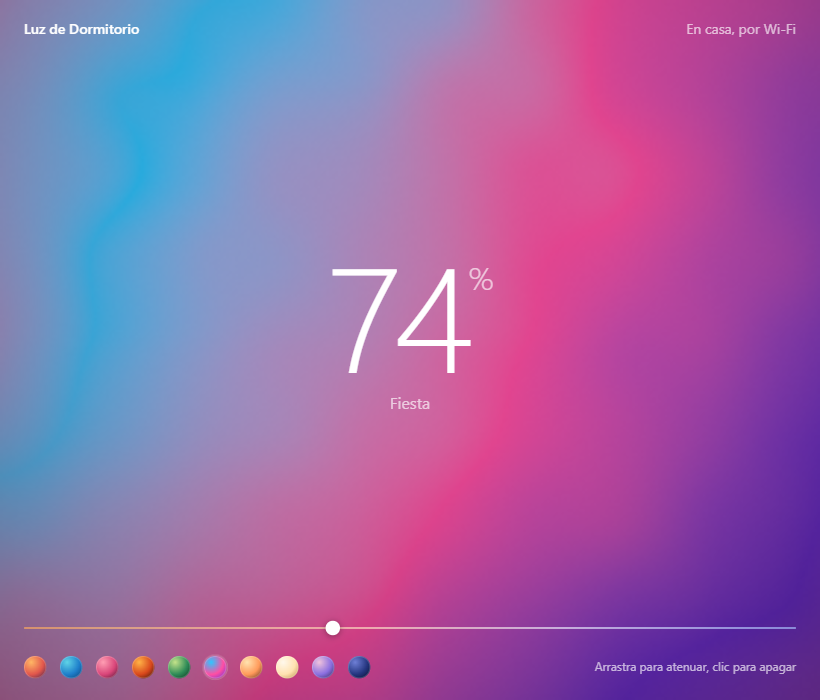 Luz de Dormitorio
En casa, por Wi-Fi
74%
Fiesta
Arrastra para atenuar, clic para apagar